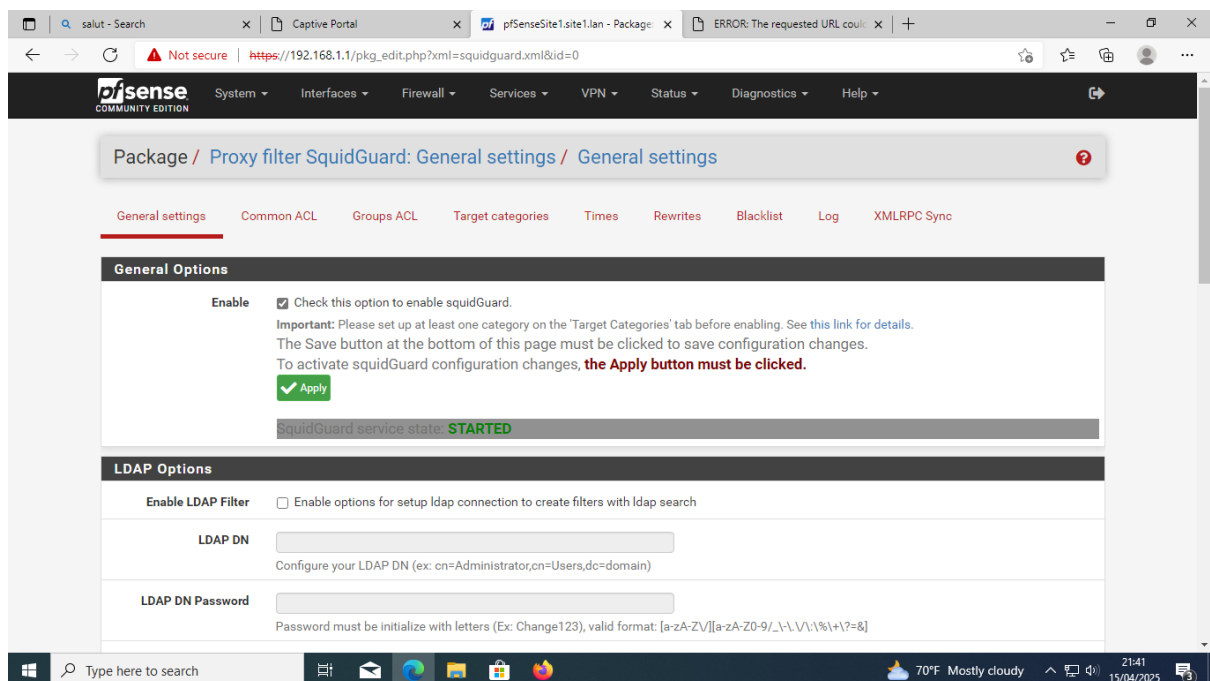 salut - Search
Captive Portal
pfSenseSite1.site1.lan - Package:
ERROR: The requested URL could
Not secure
https://192.168.1.1/pkg_edit.php?xml=squidguard.xml&id=0
pfsense
COMMUNITY EDITION
System Interfaces Firewall Services VPN Status Diagnostics Help
Package / Proxy filter SquidGuard: General settings / General settings
General settings Common ACL Groups ACL Target categories Times Rewrites Blacklist Log XMLRPC Sync
General Options
Enable
Check this option to enable squidGuard.
Important: Please set up at least one category on the 'Target Categories' tab before enabling. See this link for details.
The Save button at the bottom of this page must be clicked to save configuration changes.
To activate squidGuard configuration changes, the Apply button must be clicked.
Apply
SquidGuard service state: STARTED
LDAP Options
Enable LDAP Filter
Enable options for setup ldap connection to create filters with ldap search
LDAP DN
Configure your LDAP DN (ex: cn=Administrator,cn=Users,dc=domain)
LDAP DN Password
Password must be initialize with letters (Ex: Change123), valid format: [a-zA-Z\/][a-zA-Z0-9/_\-\.\/\:\%\+\?=&]
Type here to search
70°F Mostly cloudy
21:41
15/04/2025
3